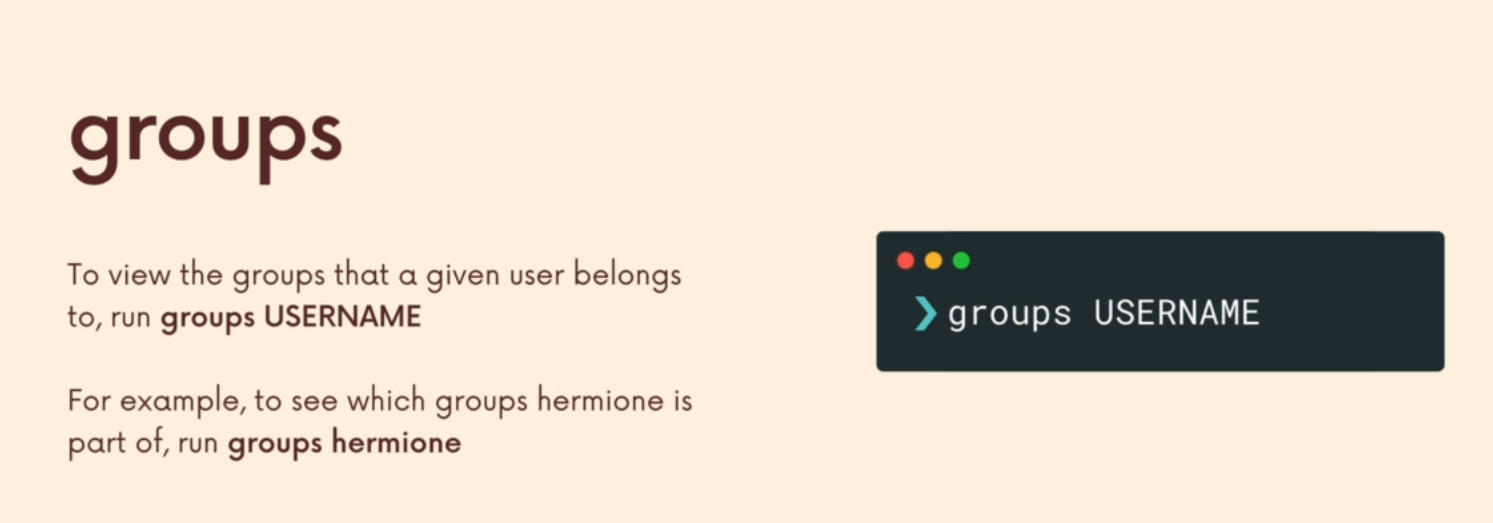 groups
To view the groups that a given user belongs
to, run groups USERNAME
❯ groups USERNAME
For example, to see which groups hermione is
part of, run groups hermione